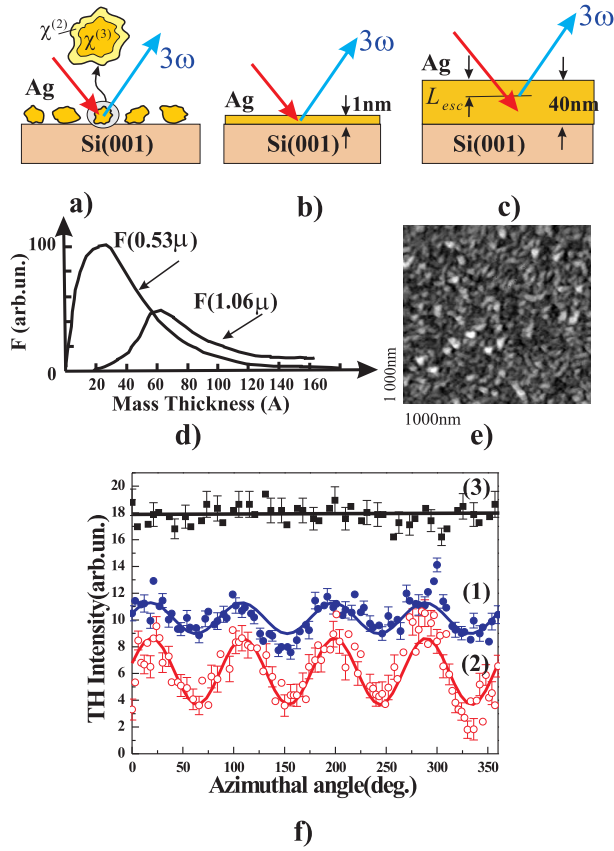 χ(2)
χ(3)
3ω
Ag
Si(001)
a)
3ω
Ag
1nm
Si(001)
b)
3ω
Ag
L esc
40nm
Si(001)
c)
100
0
F (arb.un.)
F(0.53μ)
F(1.06μ)
20 40 60 80 100 120 140 160
Mass Thickness (A)
d)
1 000nm
1000nm
e)
20
18
16
14
12
10
8
6
4
2
0
TH Intensity(arb.un.)
(3)
(1)
(2)
0 50 100 150 200 250 300 350
Azimuthal angle(deg.)
f)